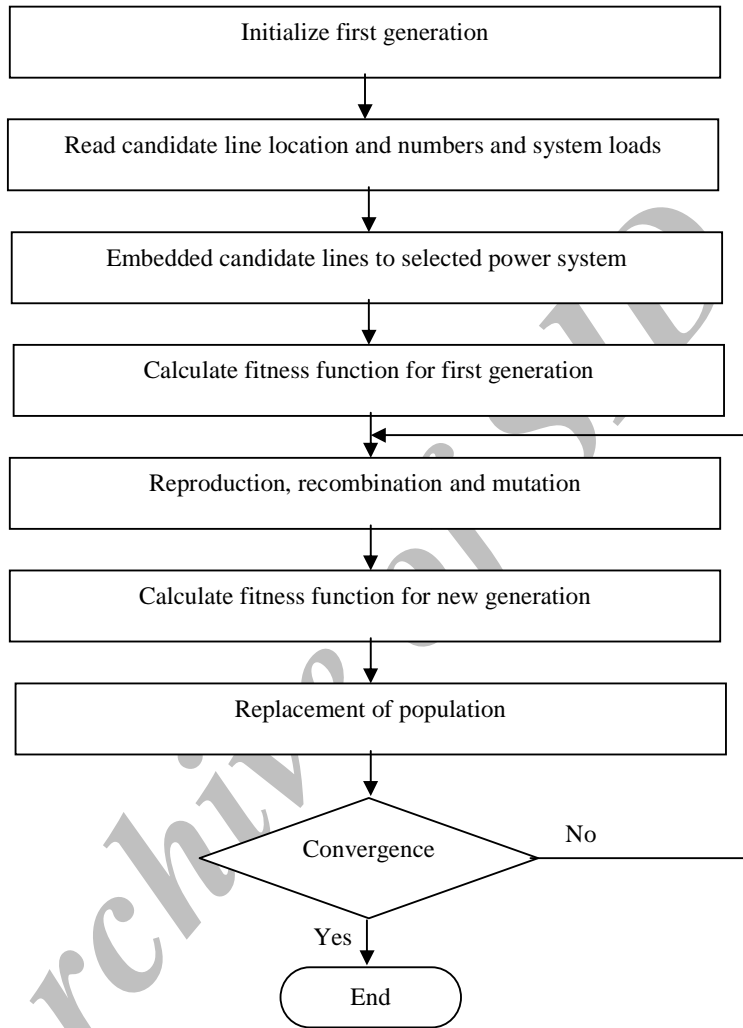 Initialize first generation
Read candidate line location and numbers and system loads
Embedded candidate lines to selected power system
Calculate fitness function for first generation
Reproduction, recombination and mutation
Calculate fitness function for new generation
Replacement of population
Convergence
No
Yes
End